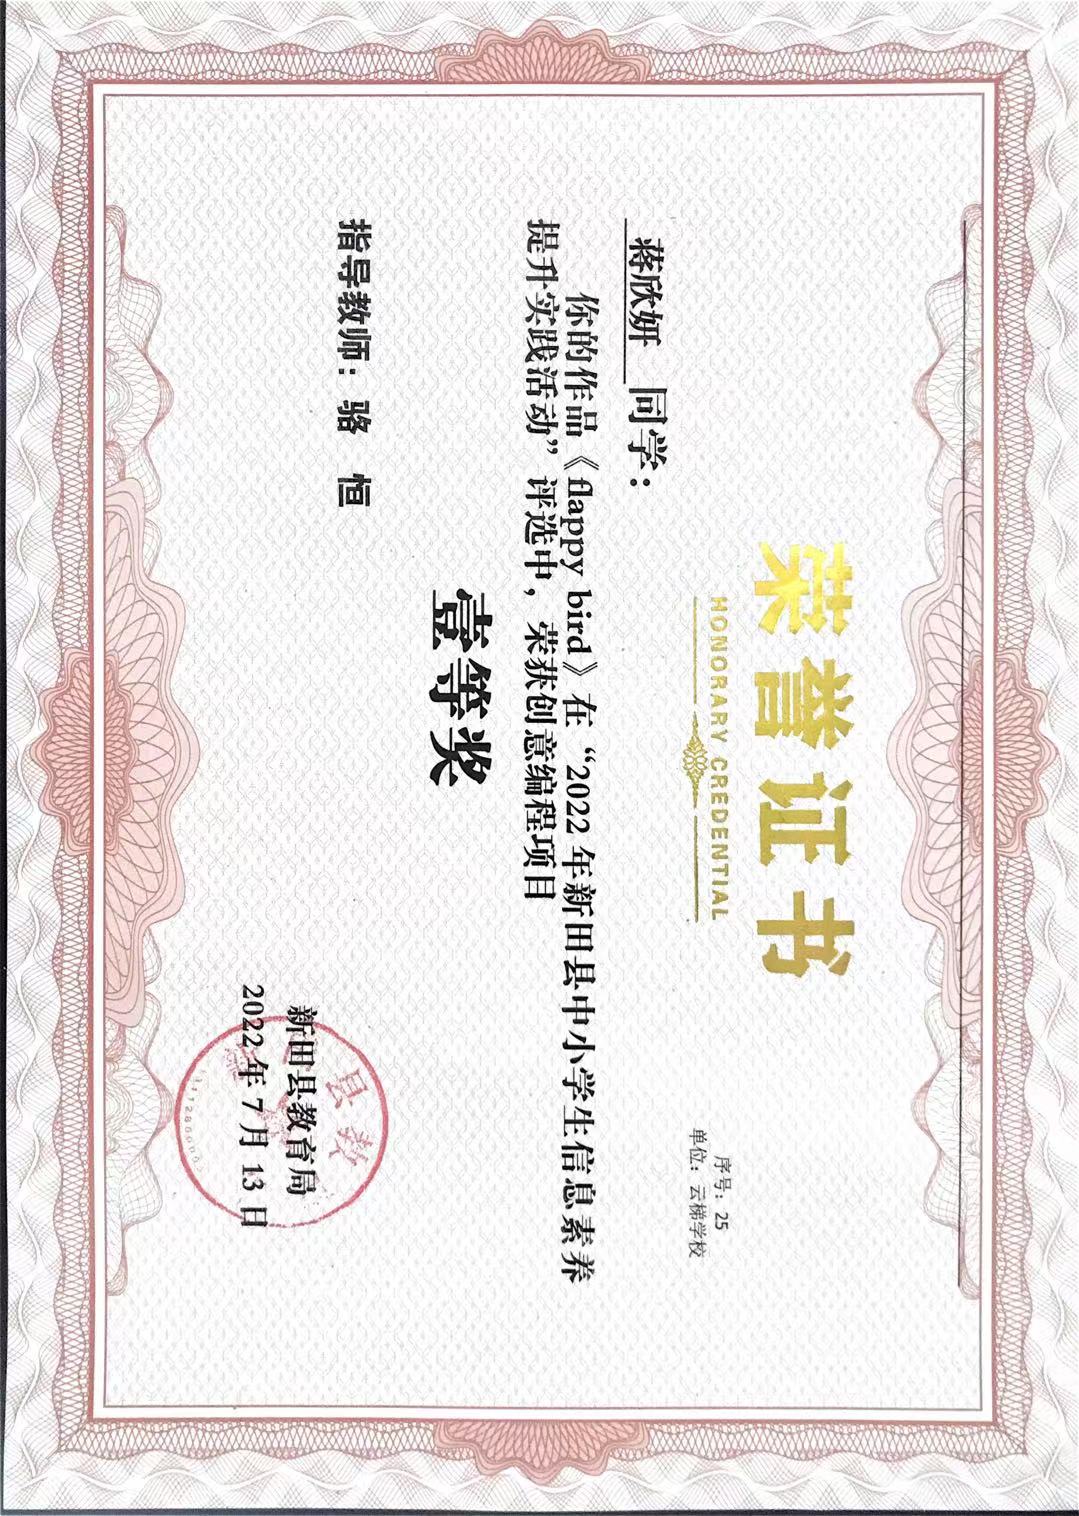 荣誉证书
HONORARY CREDENTIAL
序号：25
单位：云梯学校
蒋欣妍 同学：
你的作品《flappy bird》在“2022 年新田县中小学生信息素养
提升实践活动”评选中，荣获创意编程项目
壹等奖
指导教师：骆 恒
新田县教育局
2022 年 7 月 13 日
县教